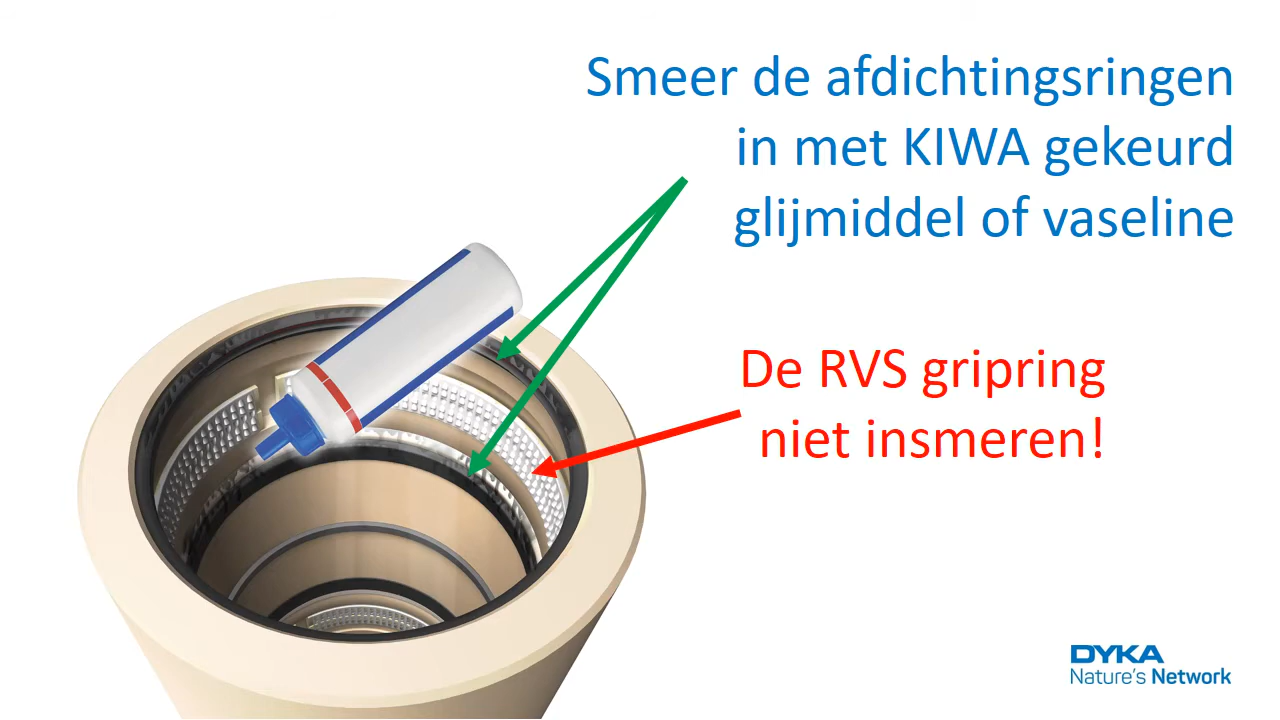 Smeer de afdichtingsringen
in met KIWA gekeurd
glijmiddel of vaseline
De RVS gripring
niet insmeren!
DYKA
Nature's Network